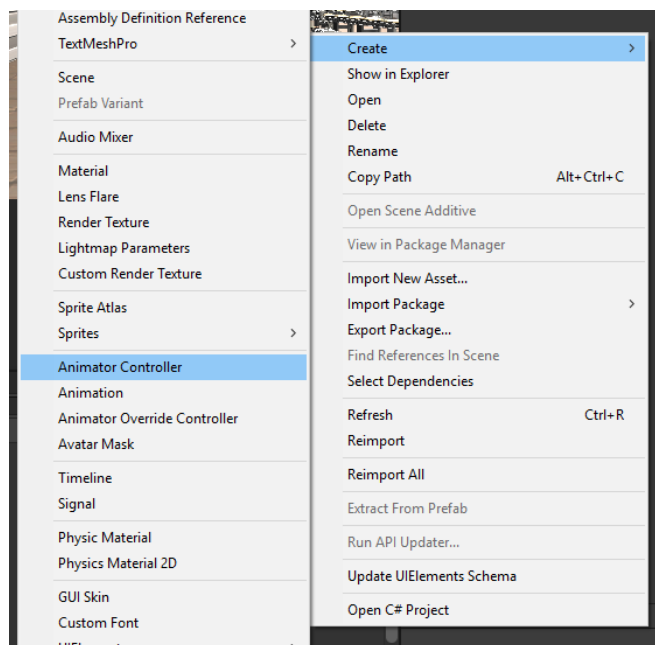 Assembly Definition Reference
TextMeshPro
Scene
Prefab Variant
Audio Mixer
Material
Lens Flare
Render Texture
Lightmap Parameters
Custom Render Texture
Sprite Atlas
Sprites
Animator Controller
Animation
Animator Override Controller
Avatar Mask
Timeline
Signal
Physic Material
Physics Material 2D
GUI Skin
Custom Font
Create
Show in Explorer
Open
Delete
Rename
Copy Path Alt+Ctrl+C
Open Scene Additive
View in Package Manager
Import New Asset...
Import Package
Export Package...
Find References In Scene
Select Dependencies
Refresh Ctrl+R
Reimport
Reimport All
Extract From Prefab
Run API Updater...
Update UIElements Schema
Open C# Project